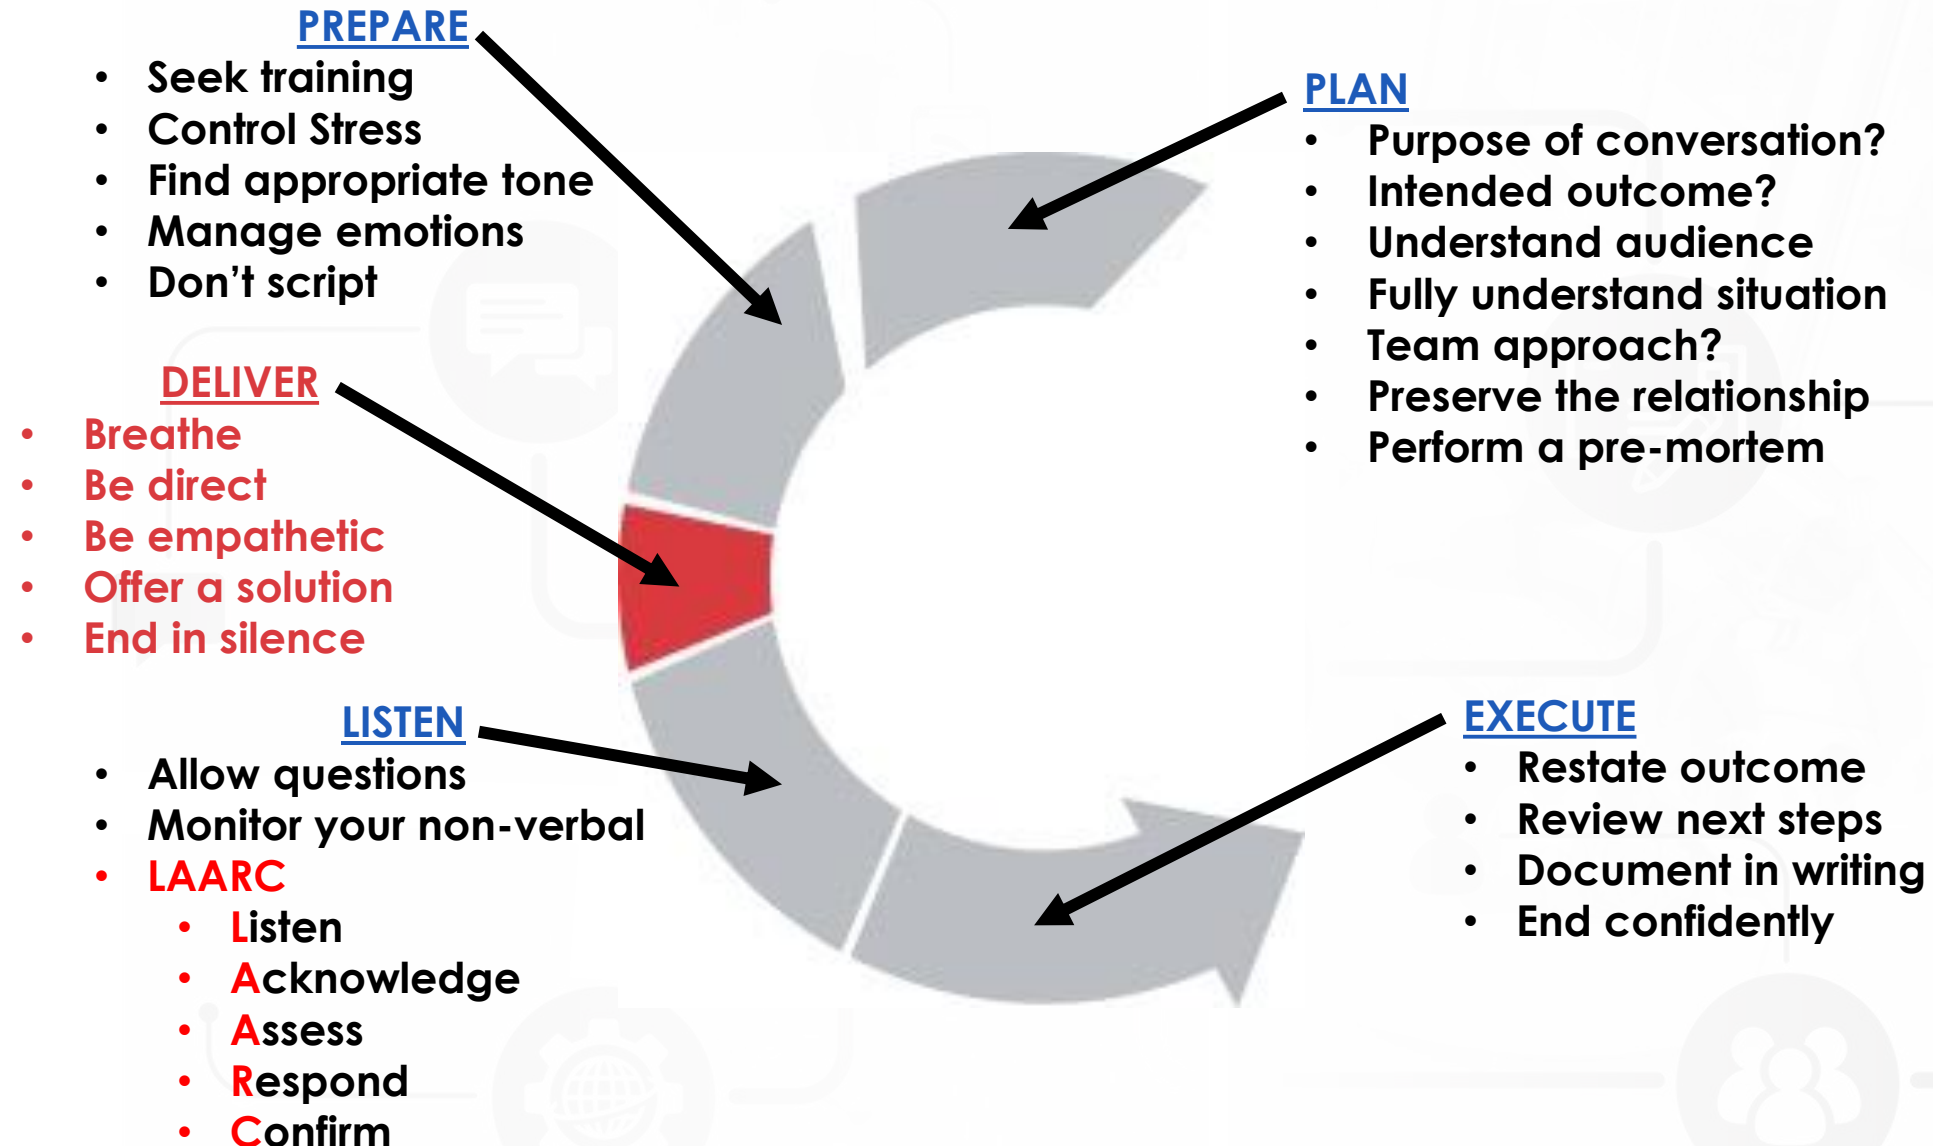 PREPARE
• Seek training
• Control Stress
• Find appropriate tone
• Manage emotions
• Don’t script
PLAN
• Purpose of conversation?
• Intended outcome?
• Understand audience
• Fully understand situation
• Team approach?
• Preserve the relationship
• Perform a pre-mortem
DELIVER
• Breathe
• Be direct
• Be empathetic
• Offer a solution
• End in silence
LISTEN
• Allow questions
• Monitor your non-verbal
• LAARC
• Listen
• Acknowledge
• Assess
• Respond
• Confirm
EXECUTE
• Restate outcome
• Review next steps
• Document in writing
• End confidently